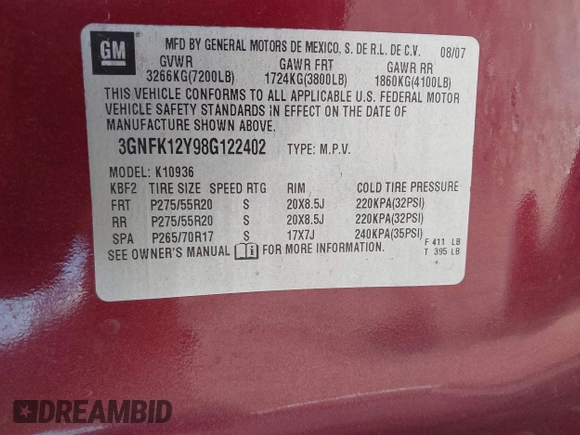 GM
MFD BY GENERAL MOTORS DE MEXICO, S. DE R.L. DE C.V. 08/07
GVWR GAWR FRT GAWR RR
3266KG(7200LB) 1724KG(3800LB) 1860KG(4100LB)
THIS VEHICLE CONFORMS TO ALL APPLICABLE U.S. FEDERAL MOTOR
VEHICLE SAFETY STANDARDS IN EFFECT ON THE DATE OF
MANUFACTURE SHOWN ABOVE.
3GNFK12Y98G122402 TYPE: M.P.V.
MODEL: K10936
KBF2 TIRE SIZE SPEED RTG RIM COLD TIRE PRESSURE
FRT P275/55R20 S 20X8.5J 220KPA(32PSI)
RR P275/55R20 S 20X8.5J 220KPA(32PSI)
SPA P265/70R17 S 17X7J 240KPA(35PSI) F 411 LB
SEE OWNER'S MANUAL FOR MORE INFORMATION. T 395 LB
DREAMBID